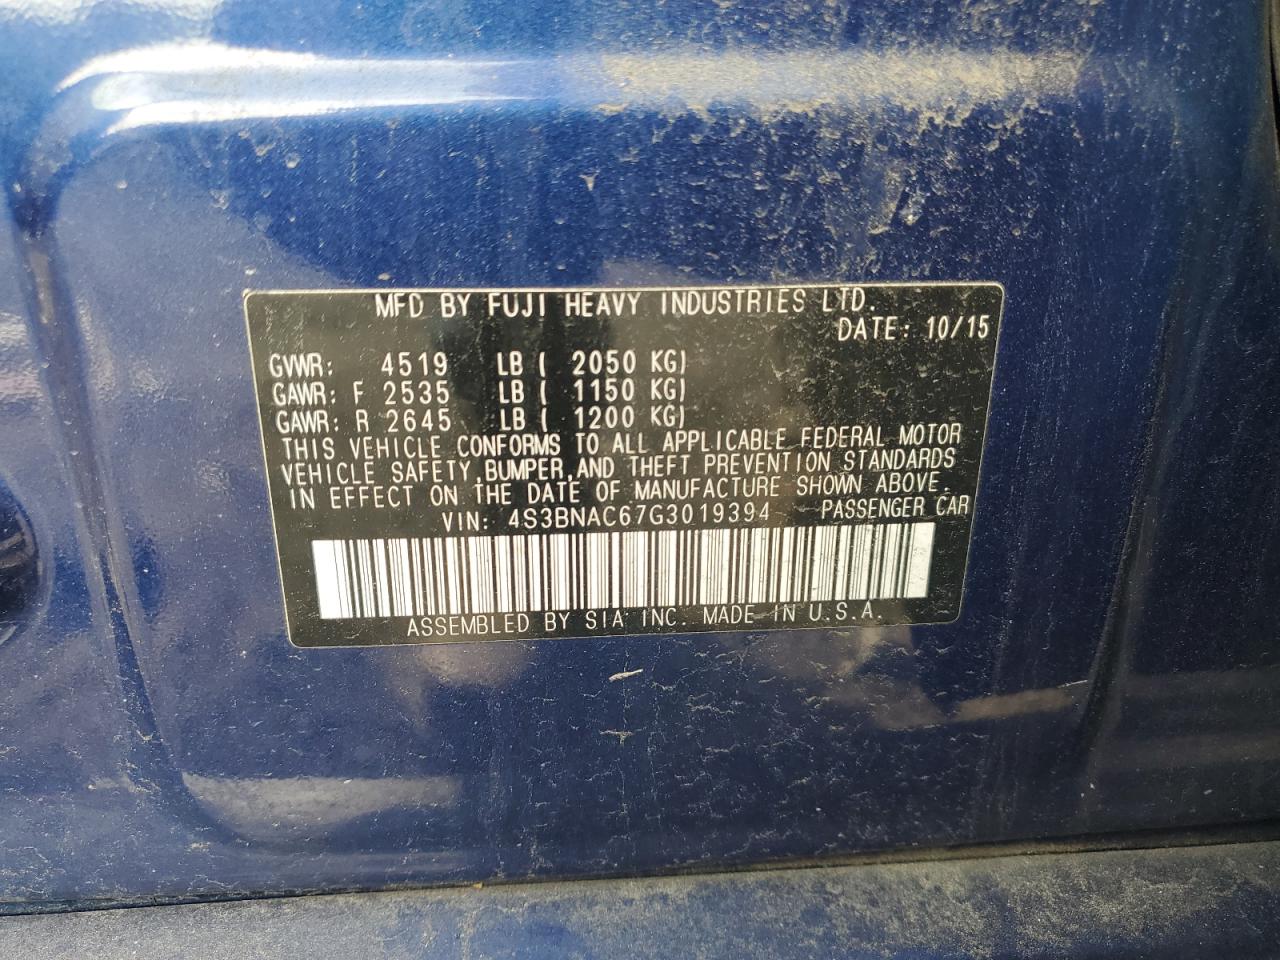 MFD BY FUJI HEAVY INDUSTRIES LTD.
DATE: 10/15
GVWR: 4519 LB ( 2050 KG)
GAWR: F 2535 LB ( 1150 KG)
GAWR: R 2645 LB ( 1200 KG)
THIS VEHICLE CONFORMS TO ALL APPLICABLE FEDERAL MOTOR
VEHICLE SAFETY,BUMPER,AND THEFT PREVENTION STANDARDS
IN EFFECT ON THE DATE OF MANUFACTURE SHOWN ABOVE.
VIN: 4S3BNAC67G3019394 PASSENGER CAR
ASSEMBLED BY SIA INC. MADE IN U.S.A.